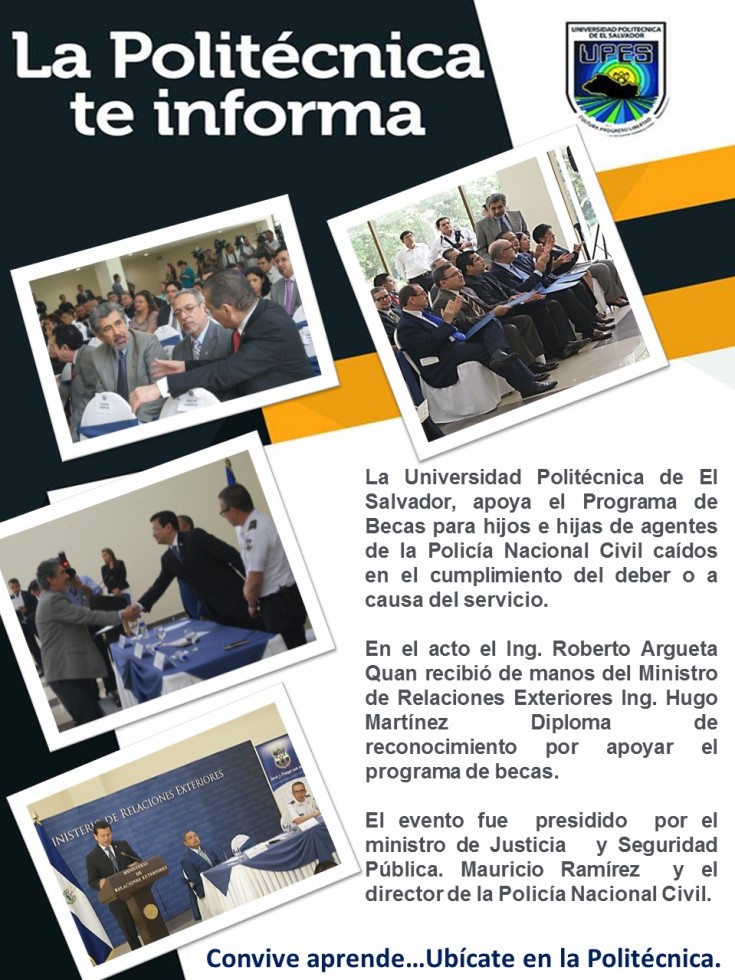 La Politécnica
te informa
UNIVERSIDAD POLITECNICA
DE EL SALVADOR
UPES
CULTURA PROGRESO LIBERTAD
La Universidad Politécnica de El
Salvador, apoya el Programa de
Becas para hijos e hijas de agentes
de la Policía Nacional Civil caídos
en el cumplimiento del deber o a
causa del servicio.
En el acto el Ing. Roberto Argueta
Quan recibió de manos del Ministro
de Relaciones Exteriores Ing. Hugo
Martínez Diploma de
reconocimiento por apoyar el
programa de becas.
INISTERIO DE RELACIONES EXTERIORES
MINISTERIO
DE
RELACIONES EXTERIORES
El evento fue presidido por el
ministro de Justicia y Seguridad
Pública. Mauricio Ramírez y el
director de la Policía Nacional Civil.
Convive aprende...Ubícate en la Politécnica.